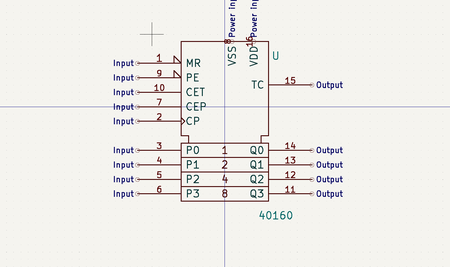 Power inp Power inp
8 16
VSS VDD U
Input 1 MR
Input 9 PE
Input 10 CET TC 15 Output
Input 7 CEP
Input 2 CP
Input 3 P0 1 Q0 14 Output
Input 4 P1 2 Q1 13 Output
Input 5 P2 4 Q2 12 Output
Input 6 P3 8 Q3 11 Output
40160